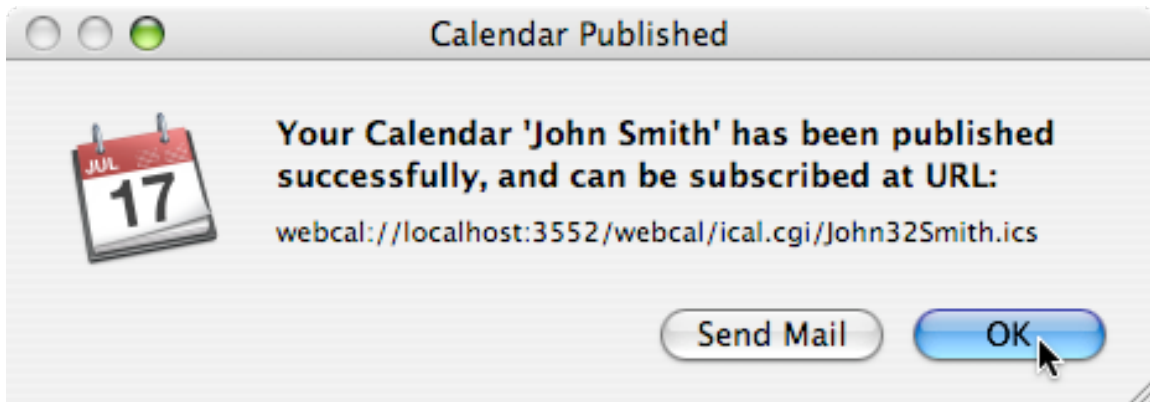 Calendar Published
JUL
17
Your Calendar 'John Smith' has been published
successfully, and can be subscribed at URL:
webcal://localhost:3552/webcal/ical.cgi/John32Smith.ics
Send Mail
OK